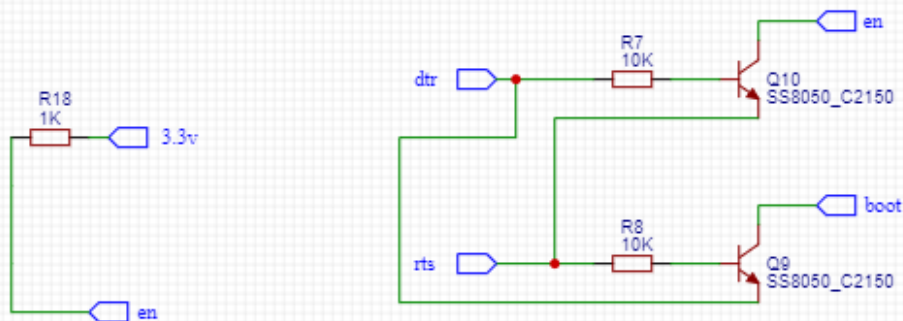 en
R7
10K
dtr
Q10
SS8050_C2150
R18
1K
3.3v
boot
R8
10K
rts
Q9
SS8050_C2150
en